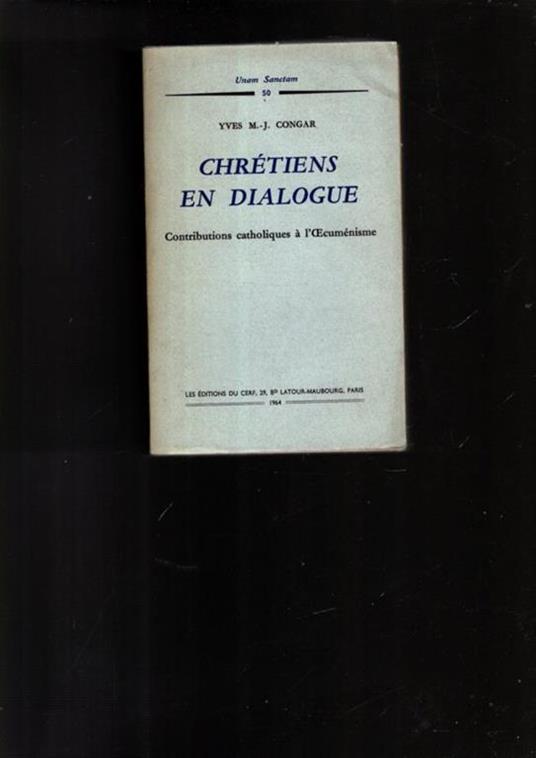 Unam Sanctam
50
YVES M.-J. CONGAR
CHRÉTIENS
EN DIALOGUE
Contributions catholiques à l'Œcuménisme
LES ÉDITIONS DU CERF, 29, Bᴰ LATOUR-MAUBOURG, PARIS
1964